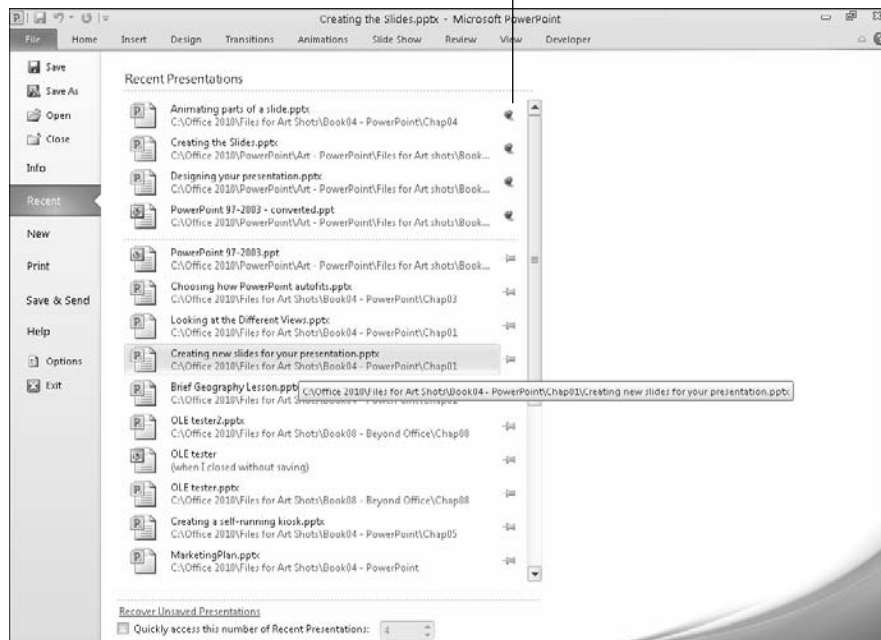 Creating the Slides.pptx - Microsoft PowerPoint
File Home Insert Design Transitions Animations Slide Show Review View Developer
Save
Save As
Open
Close
Info
Recent
New
Print
Save & Send
Help
Options
Exit
Recent Presentations
Animating parts of a slide.pptx
C:\Office 2010\Files for Art Shots\Book04 - PowerPoint\Chap04
Creating the Slides.pptx
C:\Office 2010\PowerPoint\Art - PowerPoint\Files for Art shots\Book...
Designing your presentation.pptx
C:\Office 2010\PowerPoint\Art - PowerPoint\Files for Art shots\Book...
PowerPoint 97-2003 - converted.ppt
C:\Office 2010\PowerPoint\Art - PowerPoint\Files for Art shots\Book...
PowerPoint 97-2003.ppt
C:\Office 2010\PowerPoint\Art - PowerPoint\Files for Art shots\Book...
Choosing how PowerPoint autofits.pptx
C:\Office 2010\Files for Art Shots\Book04 - PowerPoint\Chap03
Looking at the Different Views.pptx
C:\Office 2010\Files for Art Shots\Book04 - PowerPoint\Chap01
Creating new slides for your presentation.pptx
C:\Office 2010\Files for Art Shots\Book04 - PowerPoint\Chap01
Brief Geography Lesson.pptx
C:\Office 2010\Files for Art Shots\Book04 - PowerPoint\Chap01\Creating new slides for your presentation.pptx
OLE tester2.pptx
C:\Office 2010\Files for Art Shots\Book08 - Beyond Office\Chap08
OLE tester
(when I closed without saving)
OLE tester.pptx
C:\Office 2010\Files for Art Shots\Book08 - Beyond Office\Chap08
Creating a self-running kiosk.pptx
C:\Office 2010\Files for Art Shots\Book04 - PowerPoint\Chap05
MarketingPlan.pptx
C:\Office 2010\Files for Art Shots\Book04 - PowerPoint
Recover Unsaved Presentations
Quickly access this number of Recent Presentations: 4